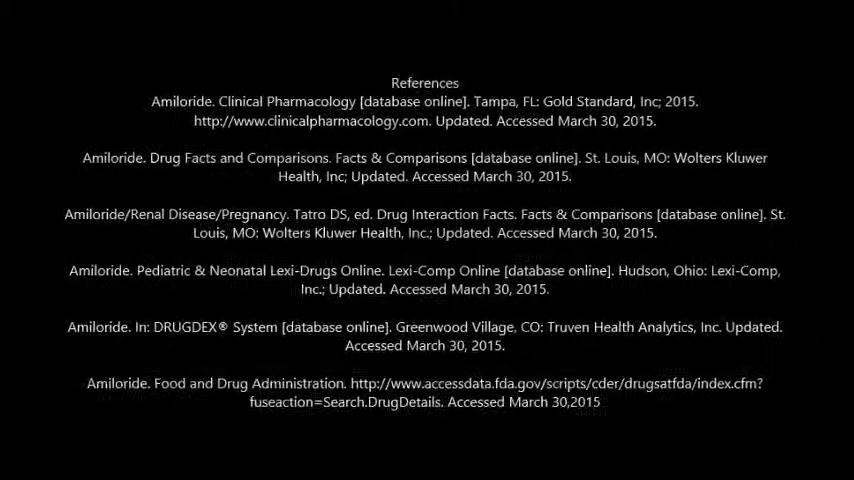 References
Amiloride. Clinical Pharmacology [database online]. Tampa, FL: Gold Standard, Inc; 2015.
http://www.clinicalpharmacology.com. Updated. Accessed March 30, 2015.
Amiloride. Drug Facts and Comparisons. Facts & Comparisons [database online]. St. Louis, MO: Wolters Kluwer
Health, Inc; Updated. Accessed March 30, 2015.
Amiloride/Renal Disease/Pregnancy. Tatro DS, ed. Drug Interaction Facts. Facts & Comparisons [database online]. St.
Louis, MO: Wolters Kluwer Health, Inc.; Updated. Accessed March 30, 2015.
Amiloride. Pediatric & Neonatal Lexi-Drugs Online. Lexi-Comp Online [database online]. Hudson, Ohio: Lexi-Comp,
Inc.; Updated. Accessed March 30, 2015.
Amiloride. In: DRUGDEX® System [database online]. Greenwood Village, CO: Truven Health Analytics, Inc. Updated.
Accessed March 30, 2015.
Amiloride. Food and Drug Administration. http://www.accessdata.fda.gov/scripts/cder/drugsatfda/index.cfm?
fuseaction=Search.DrugDetails. Accessed March 30,2015